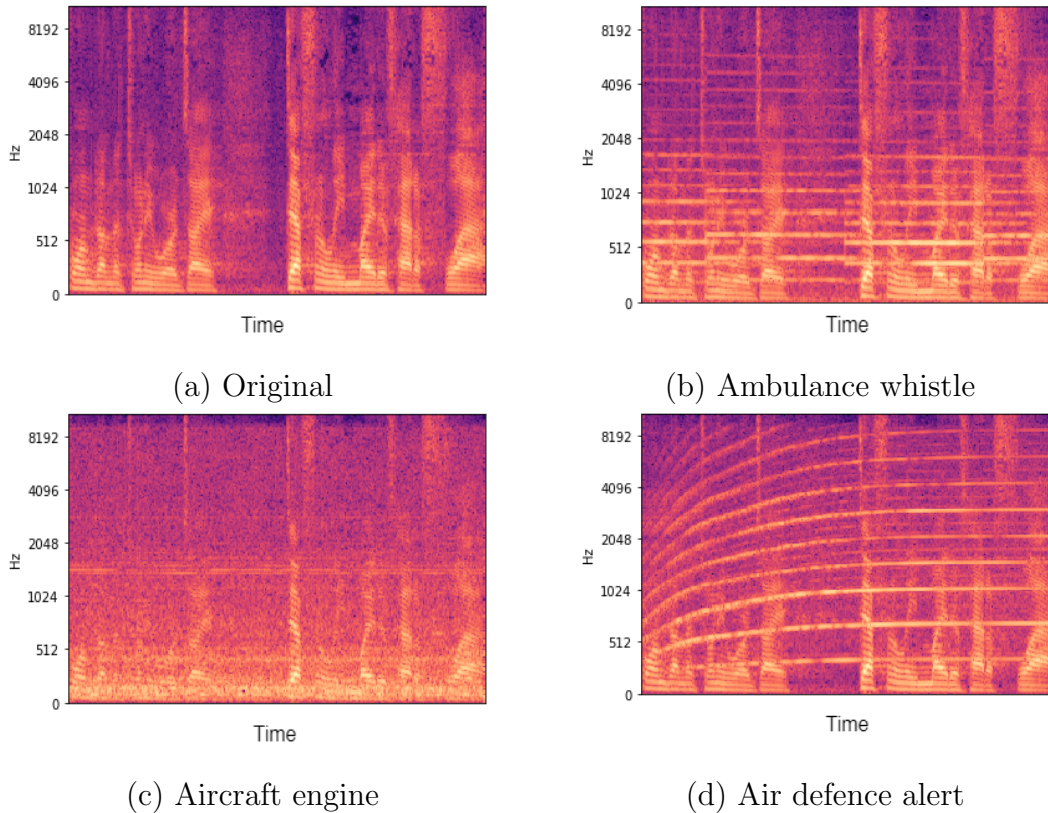 8192
4096
2048
1024
512
0
Hz
Time
(a) Original
8192
4096
2048
1024
512
0
Hz
Time
(b) Ambulance whistle
8192
4096
2048
1024
512
0
Hz
Time
(c) Aircraft engine
8192
4096
2048
1024
512
0
Hz
Time
(d) Air defence alert